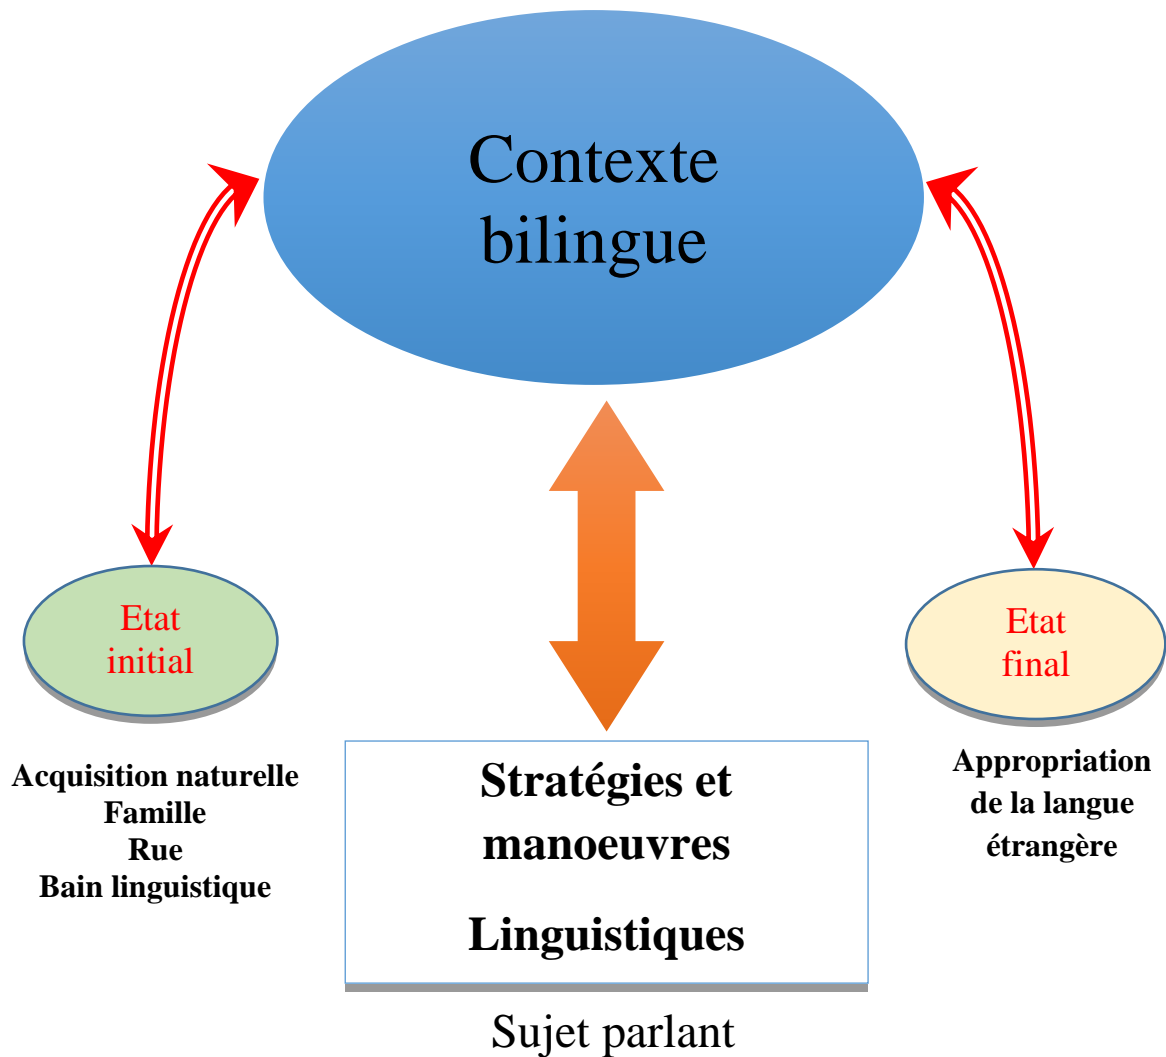 Contexte
bilingue
Etat
initial
Etat
final
Acquisition naturelle
Famille
Rue
Bain linguistique
Stratégies et
manoeuvres
Linguistiques
Appropriation
de la langue
étrangère
Sujet parlant